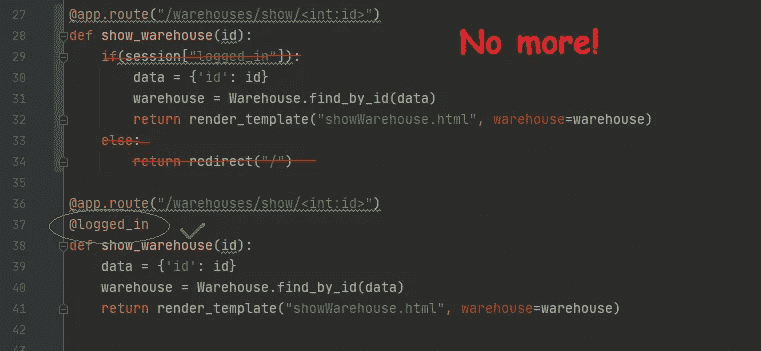 27 @app.route("/warehouses/show/<int:id>")
28 def show_warehouse(id):
No more!
29 if(session["logged_in"]):
30 data = {'id': id}
31 warehouse = Warehouse.find_by_id(data)
32 return render_template("showWarehouse.html", warehouse=warehouse)
33 else:
34 return redirect("/")
35
36 @app.route("/warehouses/show/<int:id>")
37 @logged_in
38 def show_warehouse(id):
39 data = {'id': id}
40 warehouse = Warehouse.find_by_id(data)
41 return render_template("showWarehouse.html", warehouse=warehouse)
42
43